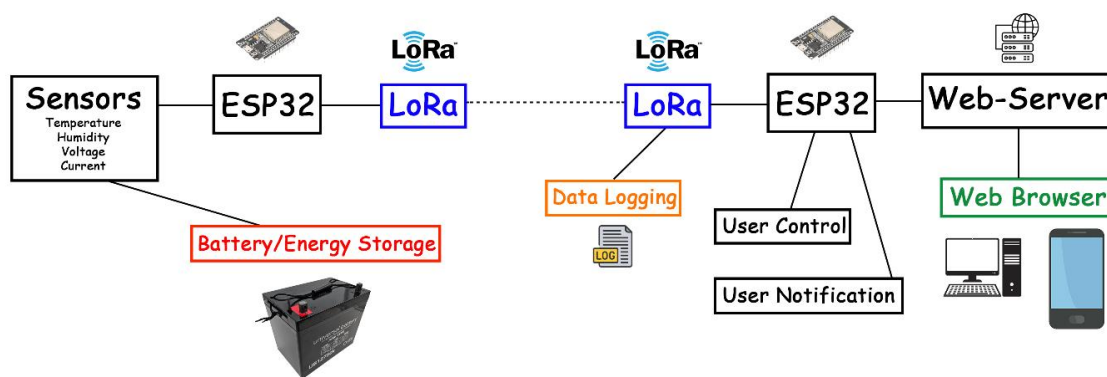 LoRa
LoRa
Sensors
Temperature
Humidity
Voltage
Current
ESP32
LoRa
LoRa
ESP32
Web-Server
Data Logging
LOG
Web Browser
User Control
Battery/Energy Storage
User Notification